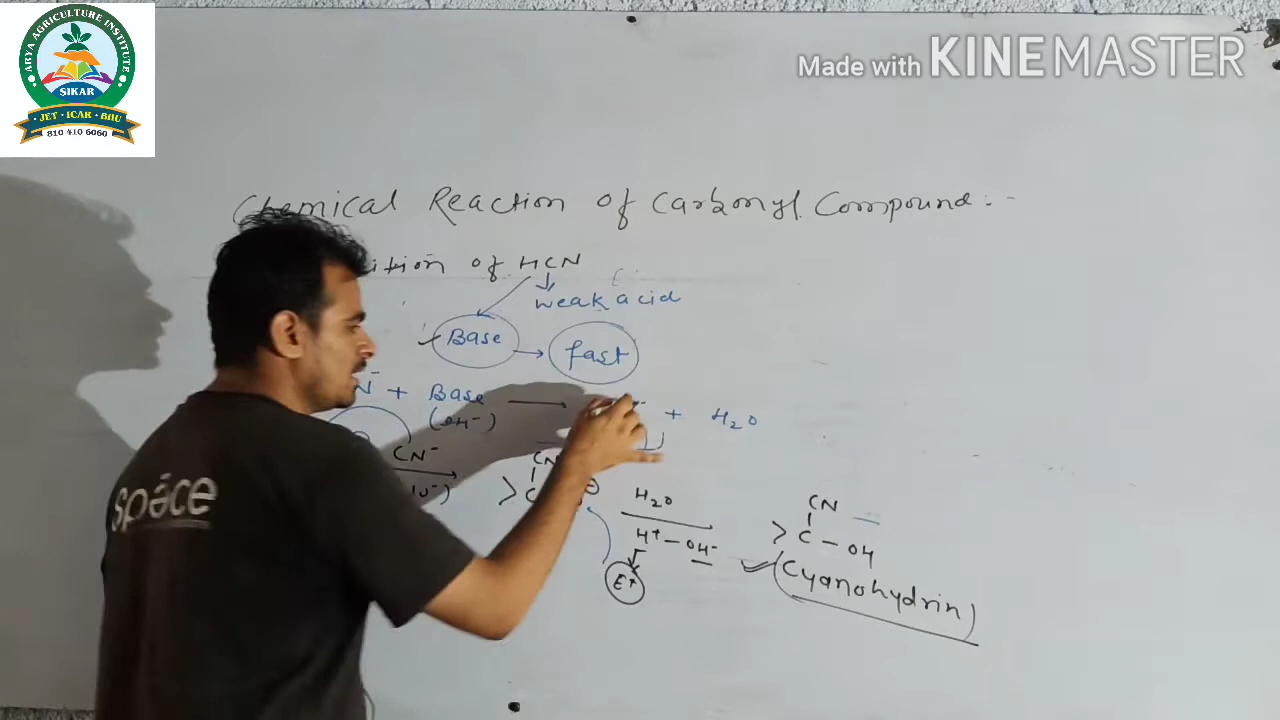 ARYA AGRICULTURE INSTITUTE
SIKAR
· JET · ICAR · BHU
810 410 6060
Made with KINEMASTER
Chemical Reaction of Carbonyl Compound :-
ition of HCN
weak acid
Base → fast
N⁻ + Base → + H₂O
(OH⁻)
CN⁻
CN
> C
H₂O
H⁺ — OH⁻
E+
CN
> C — OH
(Cyanohydrin)
space